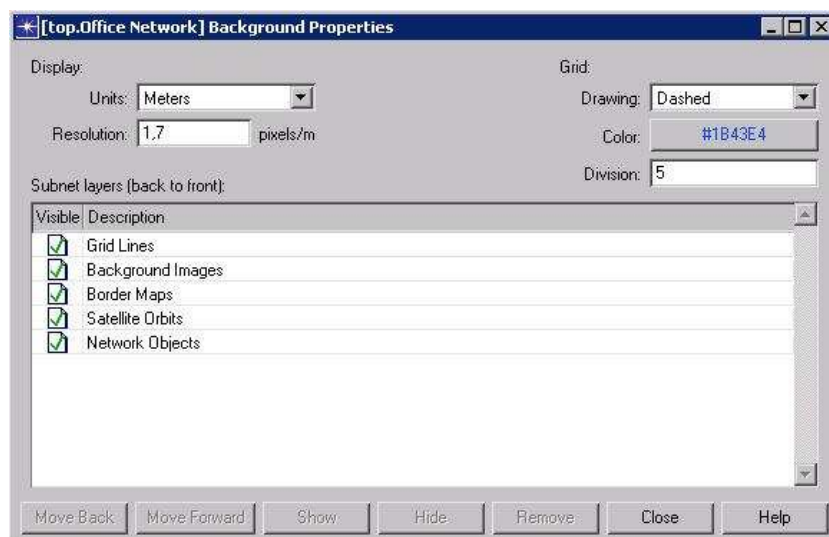 [top.Office Network] Background Properties
Display:
Units: Meters
Resolution: 1,7 pixels/m
Grid:
Drawing: Dashed
Color: #1B43E4
Division: 5
Subnet layers (back to front):
Visible Description
Grid Lines
Background Images
Border Maps
Satellite Orbits
Network Objects
Move Back Move Forward Show Hide Remove Close Help